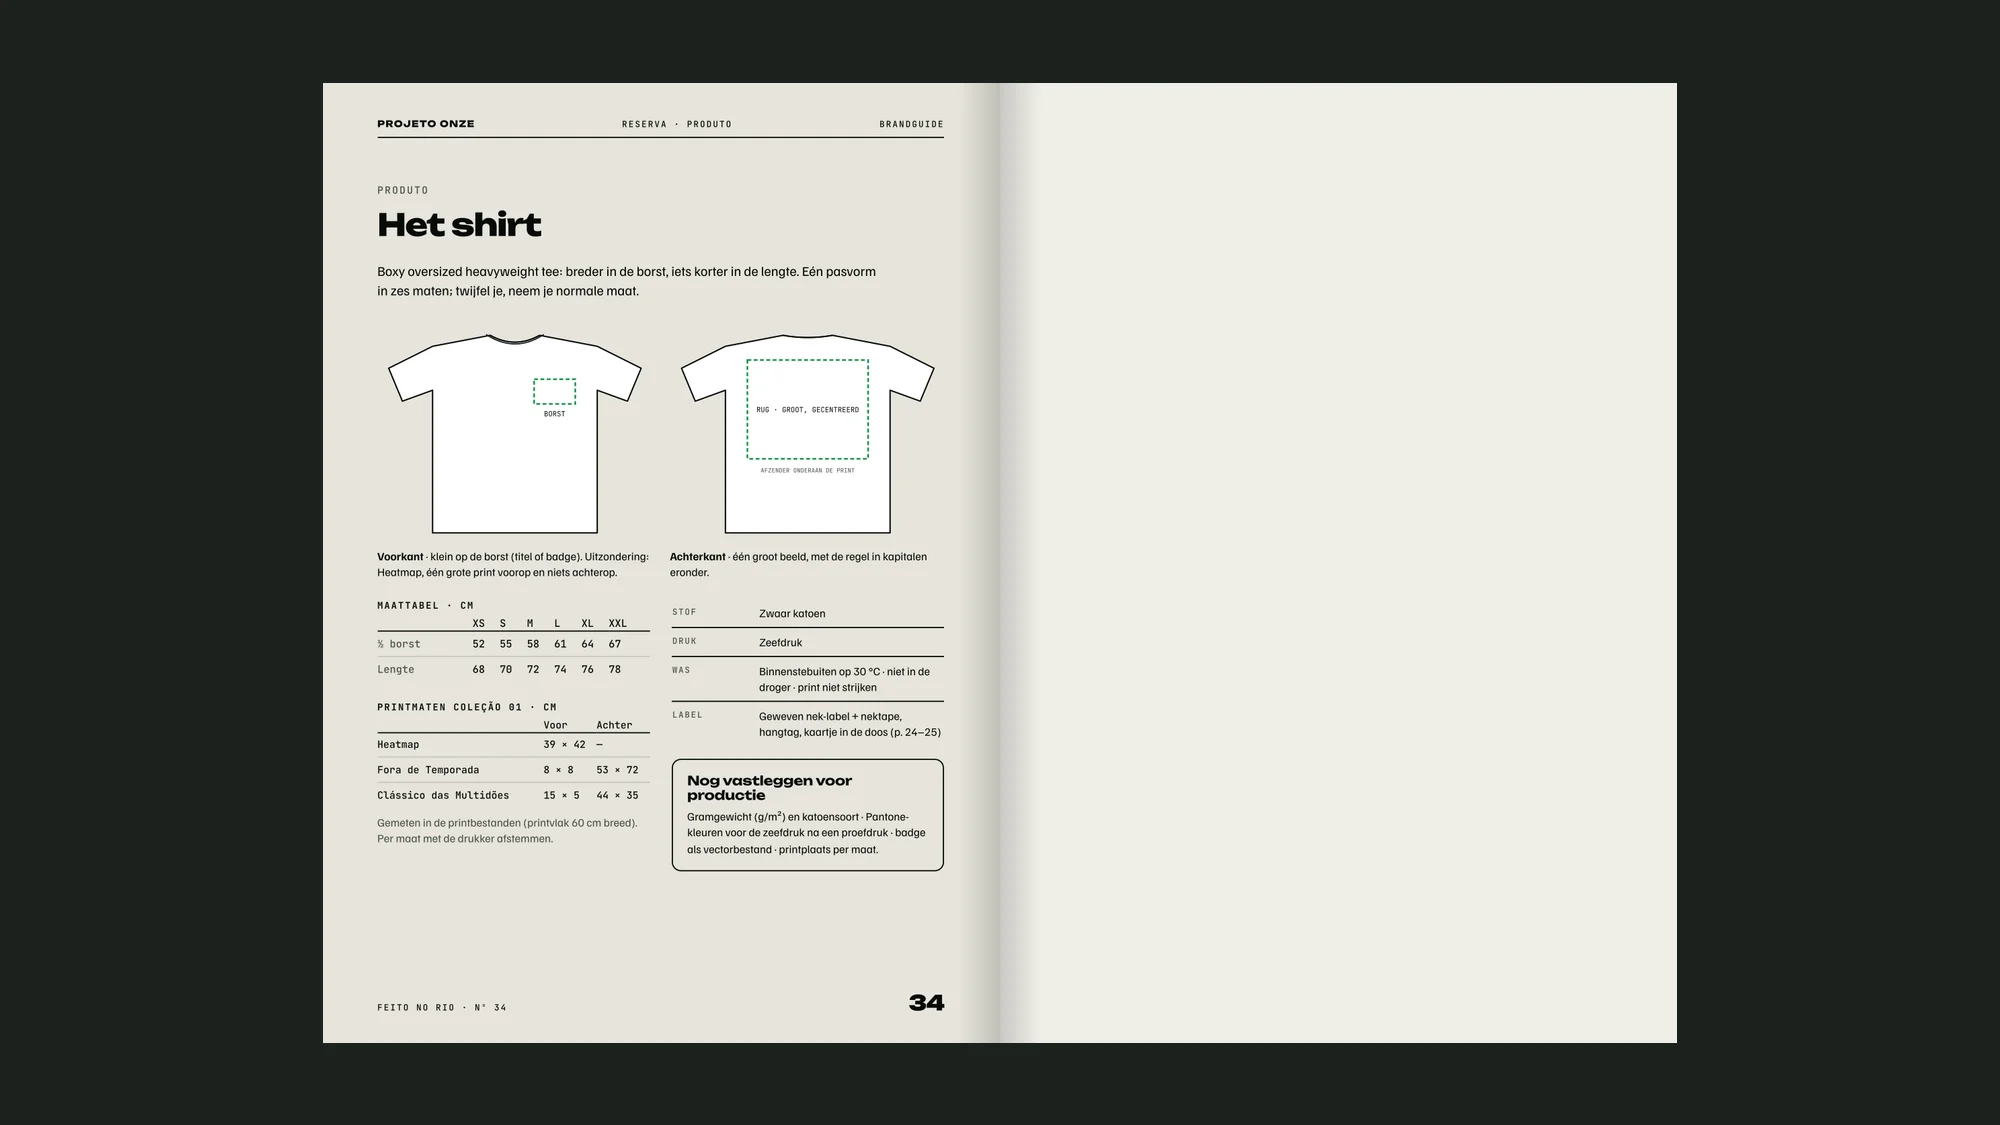 PROJETO ONZE
RESERVA · PRODUTO
BRANDGUIDE
PRODUTO
Het shirt
Boxy oversized heavyweight tee: breder in de borst, iets korter in de lengte. Eén pasvorm
in zes maten; twijfel je, neem je normale maat.
BORST
RUG · GROOT, GECENTREERD
AFZENDER ONDERAAN DE PRINT
Voorkant · klein op de borst (titel of badge). Uitzondering:
Heatmap, één grote print voorop en niets achterop.
Achterkant · één groot beeld, met de regel in kapitalen
eronder.
MAATTABEL · CM
XS S M L XL XXL
½ borst 52 55 58 61 64 67
Lengte 68 70 72 74 76 78
PRINTMATEN COLEÇÃO 01 · CM
Voor Achter
Heatmap 39 × 42 —
Fora de Temporada 8 × 8 53 × 72
Clássico das Multidões 15 × 5 44 × 35
Gemeten in de printbestanden (printvlak 60 cm breed).
Per maat met de drukker afstemmen.
STOF Zwaar katoen
DRUK Zeefdruk
WAS Binnenstebuiten op 30 °C · niet in de
droger · print niet strijken
LABEL Geweven nek-label + nektape,
hangtag, kaartje in de doos (p. 24–25)
Nog vastleggen voor
productie
Gramgewicht (g/m²) en katoensoort · Pantone-
kleuren voor de zeefdruk na een proefdruk · badge
als vectorbestand · printplaats per maat.
FEITO NO RIO · N° 34
34